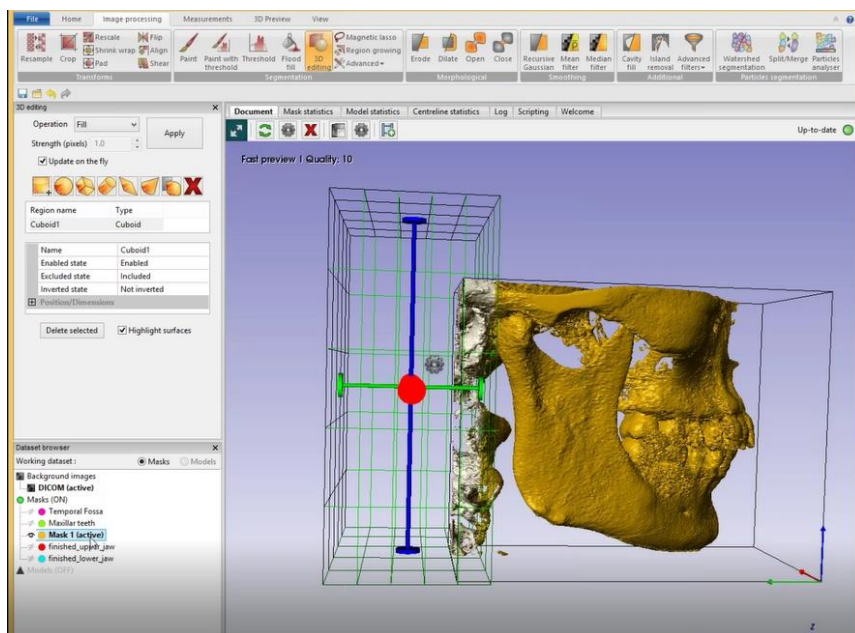 File Home Image processing Measurements 3D Preview View
Resample Crop Rescale Shrink wrap Pad Flip Align Shear
Transforms
Paint Paint with threshold Threshold Flood fill 3D editing Magnetic lasso Region growing Advanced
Segmentation
Erode Dilate Open Close
Morphological
Recursive Gaussian Mean filter Median filter
Smoothing
Cavity fill Island removal Advanced filters
Additional
Watershed segmentation Split/Merge Particles analyser
Particles segmentation
3D editing X
Operation Fill
Apply
Strength (pixels) 1.0
Update on the fly
Region name Type
Cuboid1 Cuboid
Name Cuboid1
Enabled state Enabled
Excluded state Included
Inverted state Not inverted
Position/Dimensions
Delete selected Highlight surfaces
Document Mask statistics Model statistics Centreline statistics Log Scripting Welcome
Up-to-date
Fast preview | Quality: 10
Dataset browser X
Working dataset : Masks Models
Background images
DICOM (active)
Masks (ON)
Temporal Fossa
Maxillar teeth
Mask 1 (active)
finished_upper_jaw
finished_lower_jaw
Models (OFF)
Z